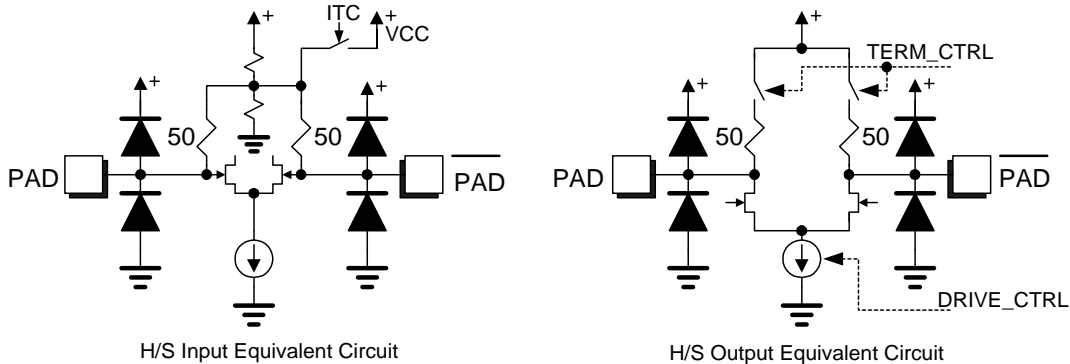 ITC
+
+
VCC
+
50
50
+
PAD
PAD
H/S Input Equivalent Circuit
+
TERM_CTRL
+
50
50
+
PAD
PAD
DRIVE_CTRL
H/S Output Equivalent Circuit